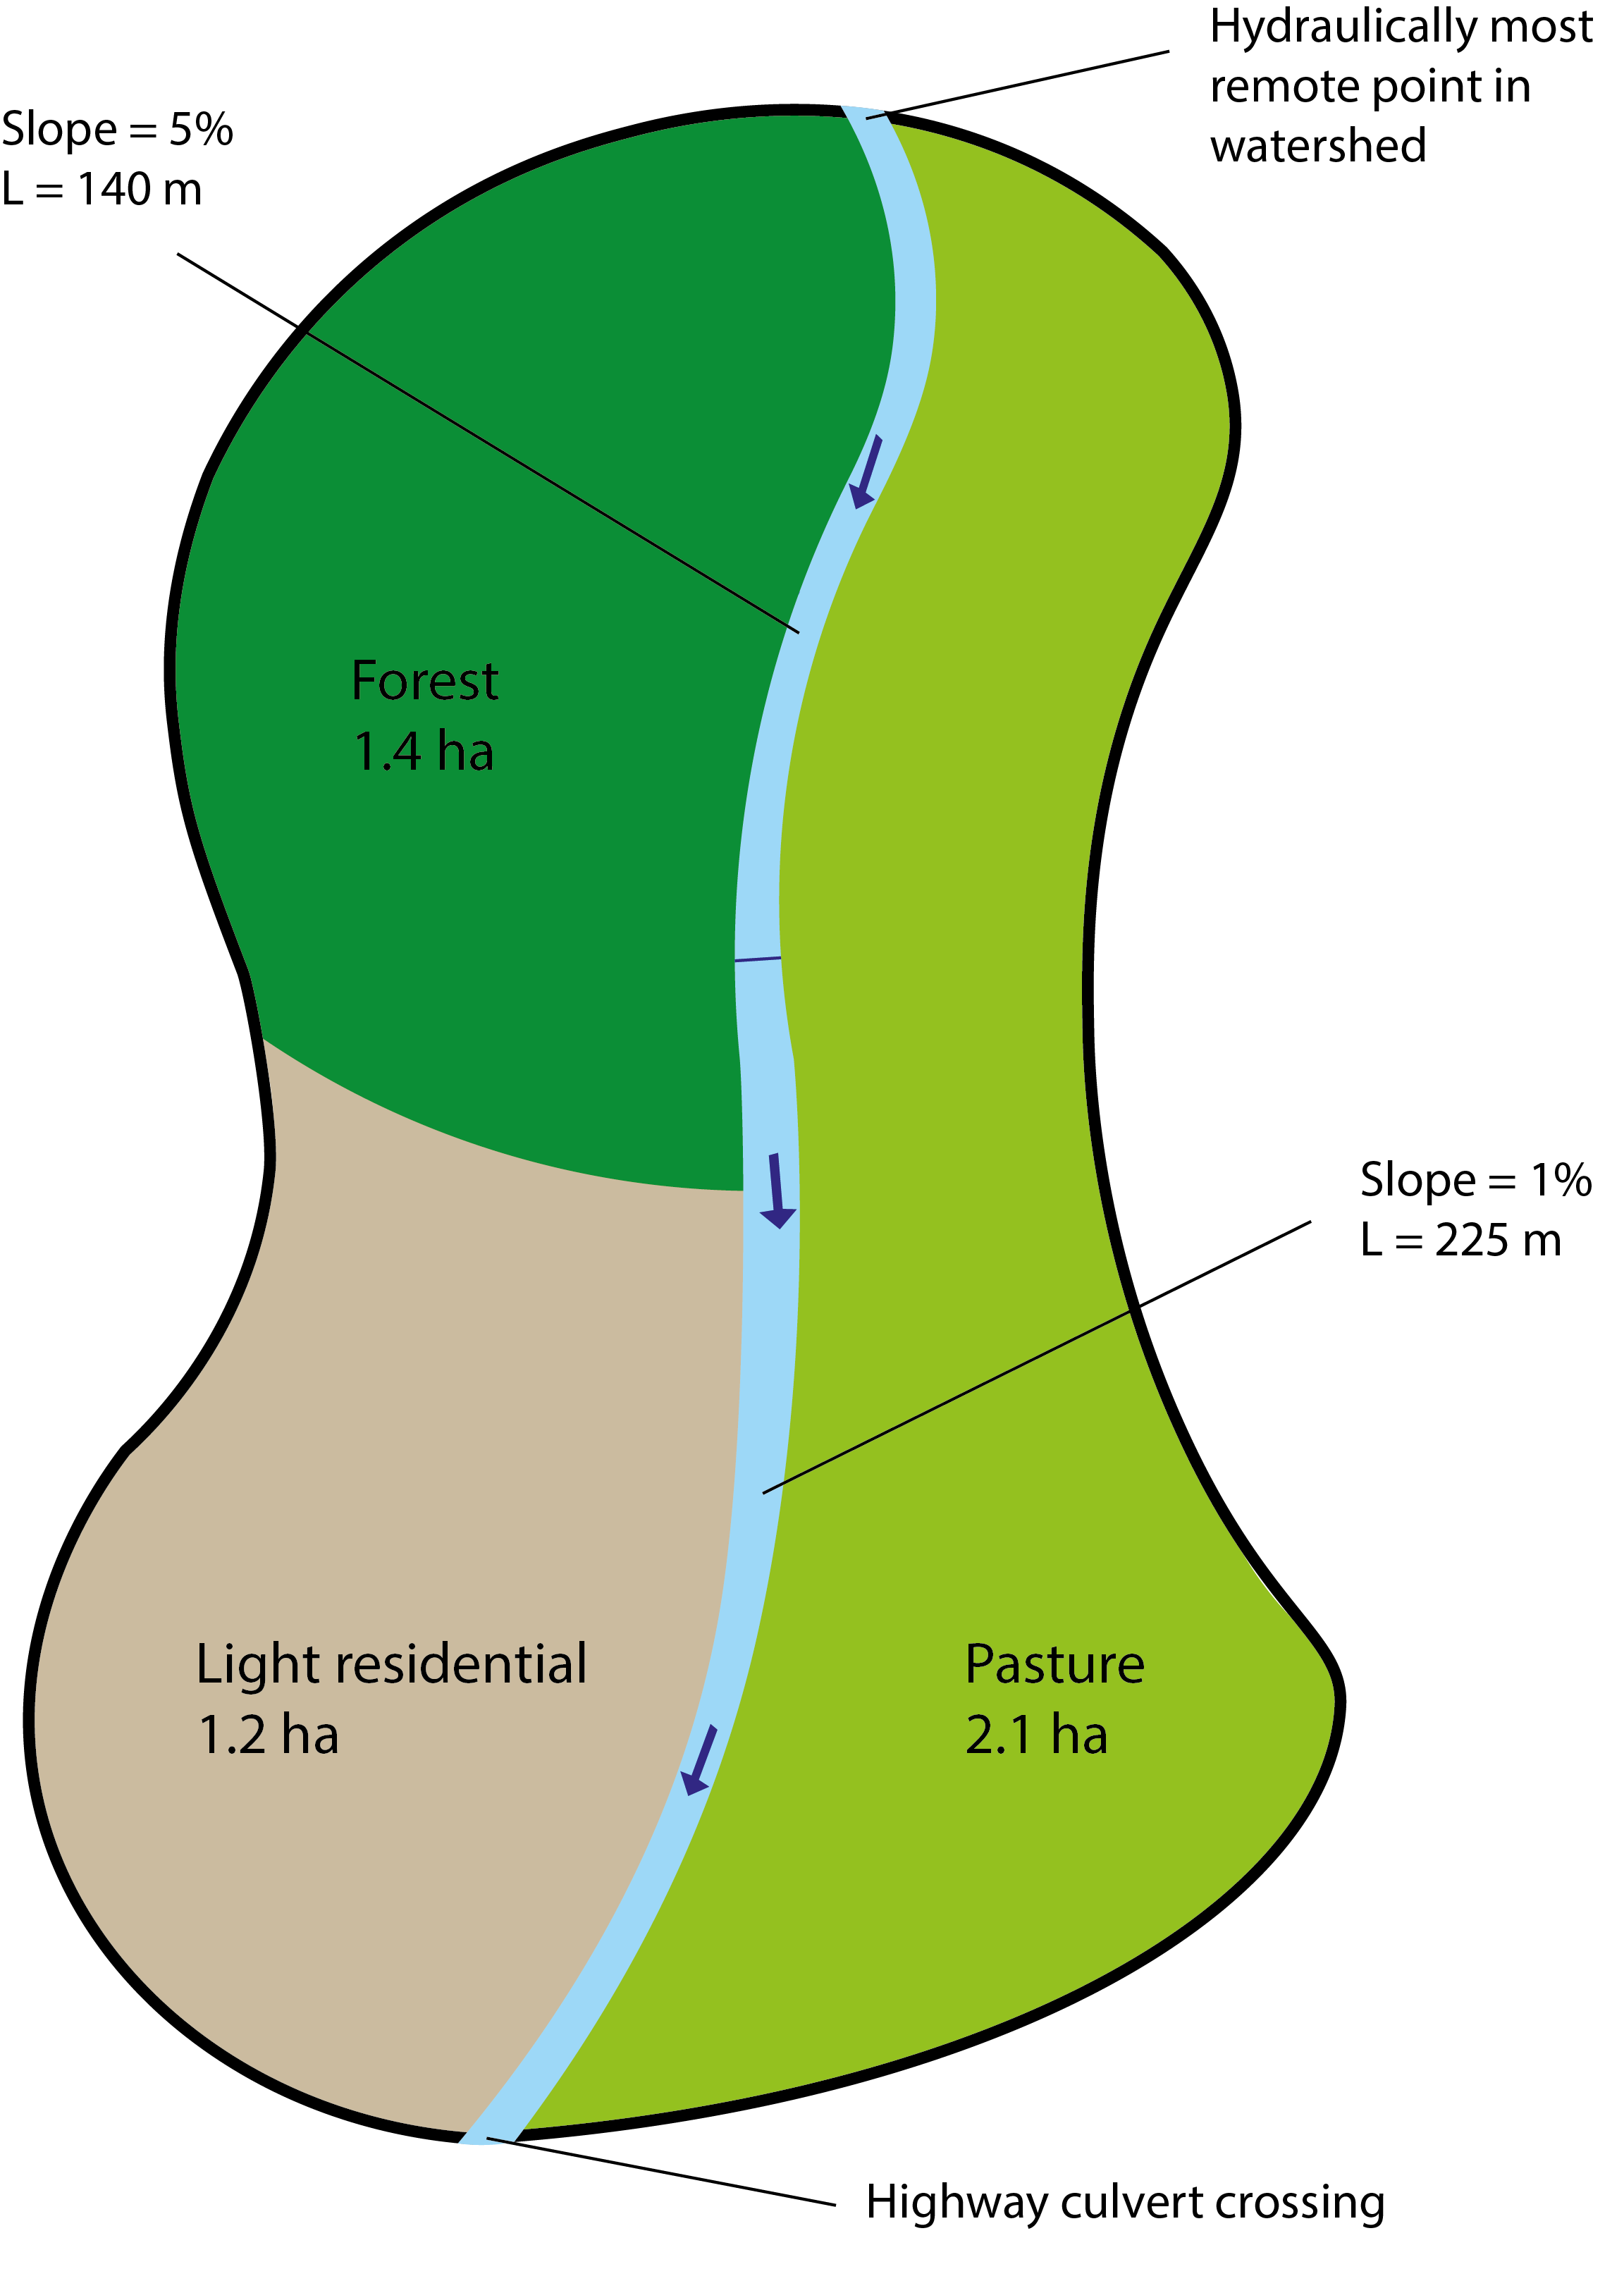 Hydraulically most
remote point in
watershed
Slope = 5%
L = 140 m
Forest
1.4 ha
Slope = 1%
L = 225 m
Light residential
1.2 ha
Pasture
2.1 ha
Highway culvert crossing